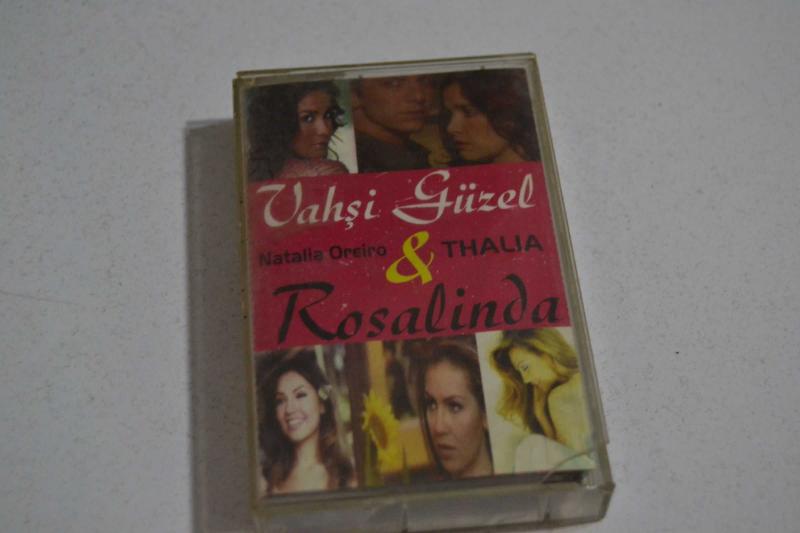 Vahşi Güzel
Natalia Oreiro & THALIA
Rosalinda